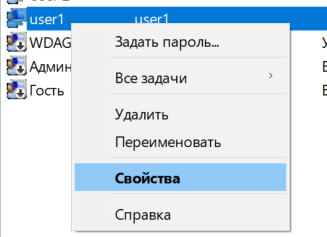 user1 user1
WDAG
Задать пароль...
Админ
Все задачи
Гость
Удалить
Переименовать
Свойства
Справка